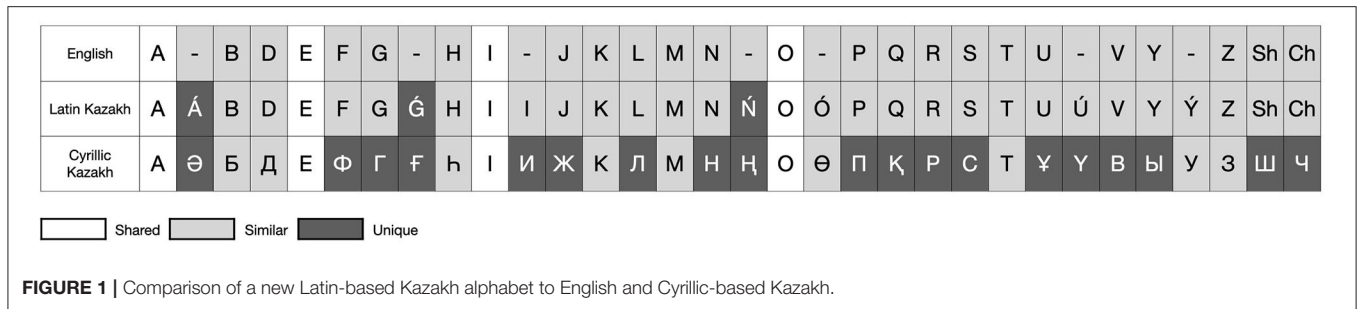 English A - B D E F G - H I - J K L M N - O - P Q R S T U - V Y - Z Sh Ch
Latin Kazakh A Á B D E F G Ǵ H I I J K L M N Ń O Ó P Q R S T U Ú V Y Ý Z Sh Ch
Cyrillic Kazakh А Ә Б Д Е Ф Г Ғ Һ І И Ж К Л М Н Ң О Ө П Қ Р С Т Ұ Ү В Ы У З Ш Ч
Shared Similar Unique
FIGURE 1 | Comparison of a new Latin-based Kazakh alphabet to English and Cyrillic-based Kazakh.